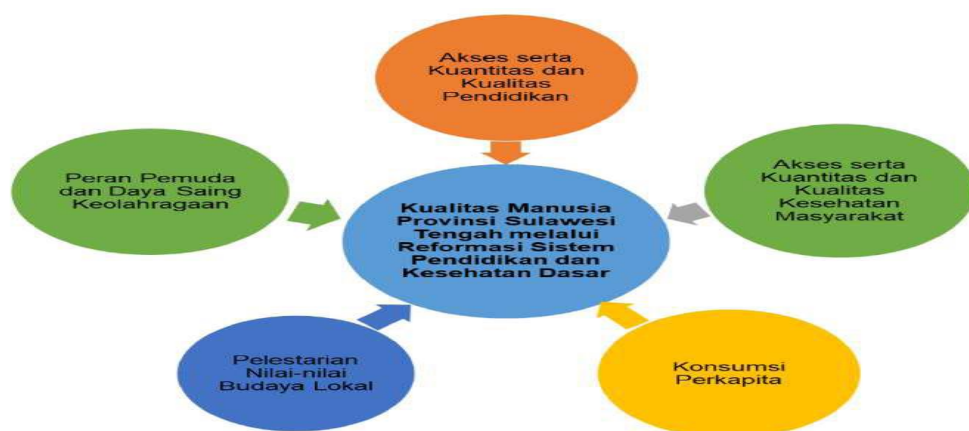 Akses serta
Kuantitas dan
Kualitas
Pendidikan
Peran Pemuda
dan Daya Saing
Keolahragaan
Kualitas Manusia
Provinsi Sulawesi
Tengah melalui
Reformasi Sistem
Pendidikan dan
Kesehatan Dasar
Akses serta
Kuantitas dan
Kualitas
Kesehatan
Masyarakat
Pelestarian
Nilai-nilai
Budaya Lokal
Konsumsi
Perkapita